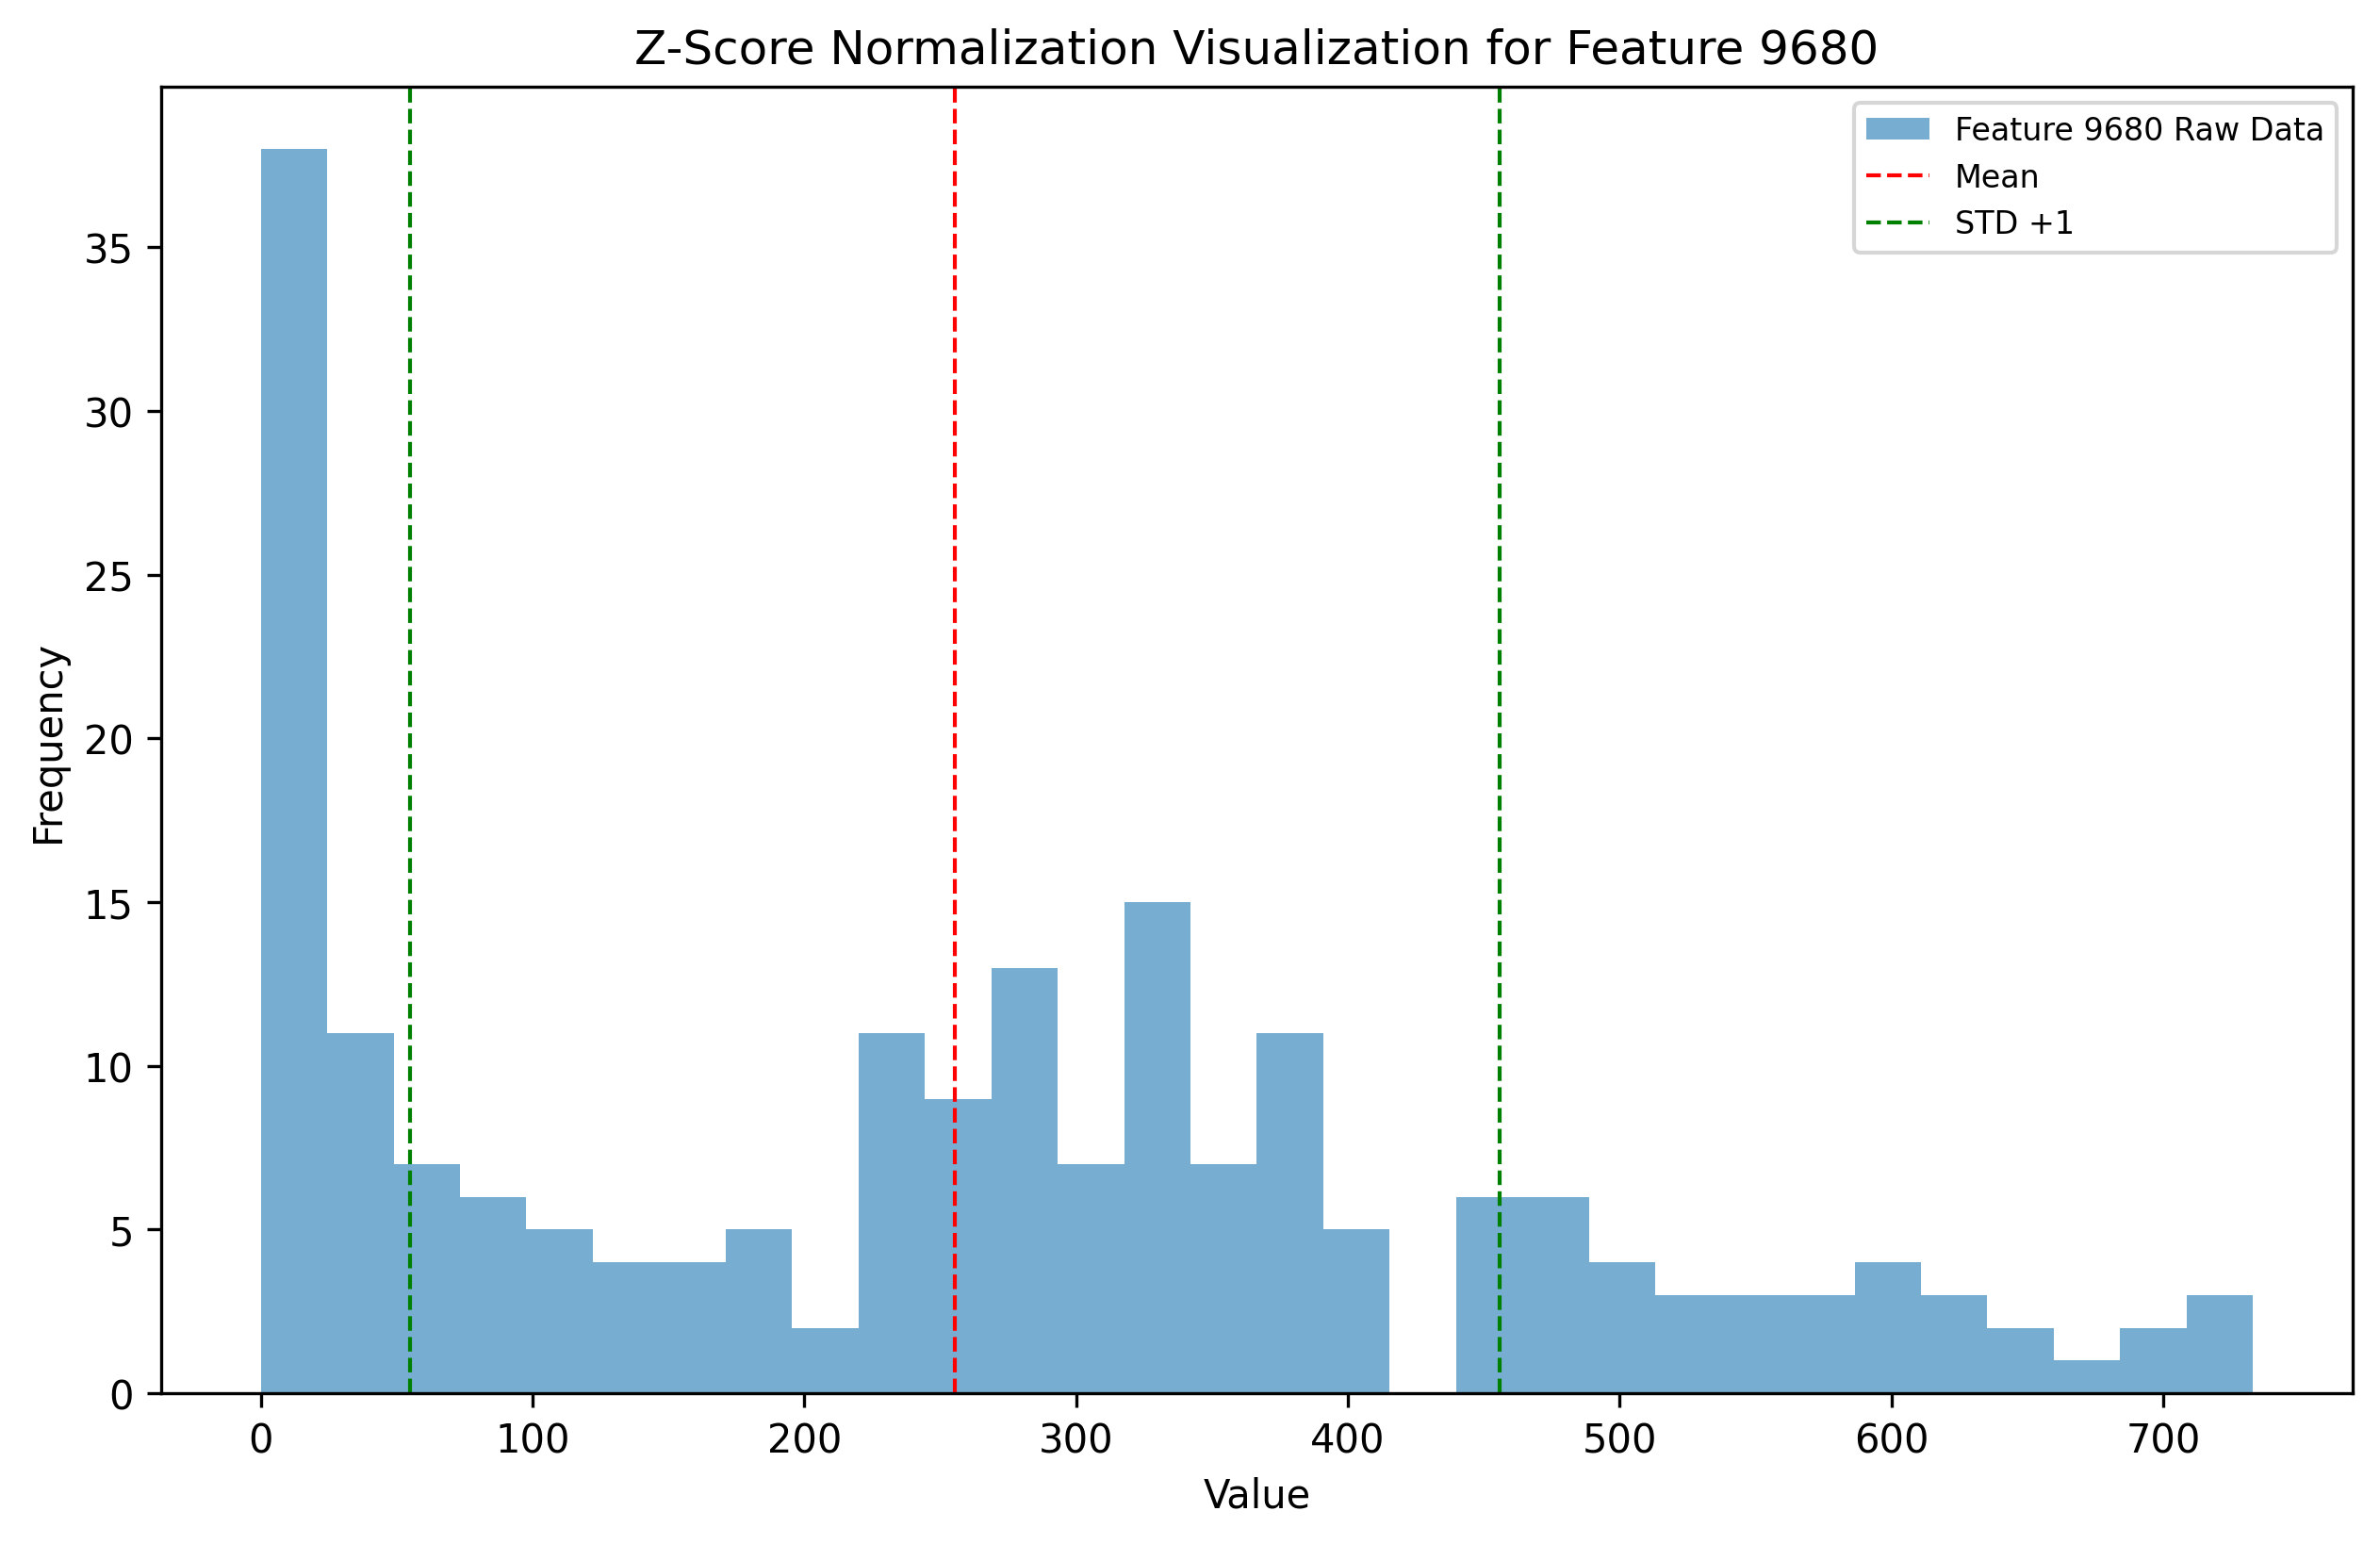 Z-Score Normalization Visualization for Feature 9680
Feature 9680 Raw Data
Mean
STD +1
Frequency
35
30
25
20
15
10
5
0
0 100 200 300 400 500 600 700
Value